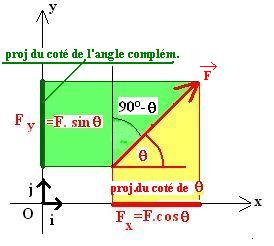 y
proj du coté de l'angle complém.
F
90°-θ
F y =F. sin θ
θ
proj.du coté de θ
j
O
i
x
F x =F.cos θ